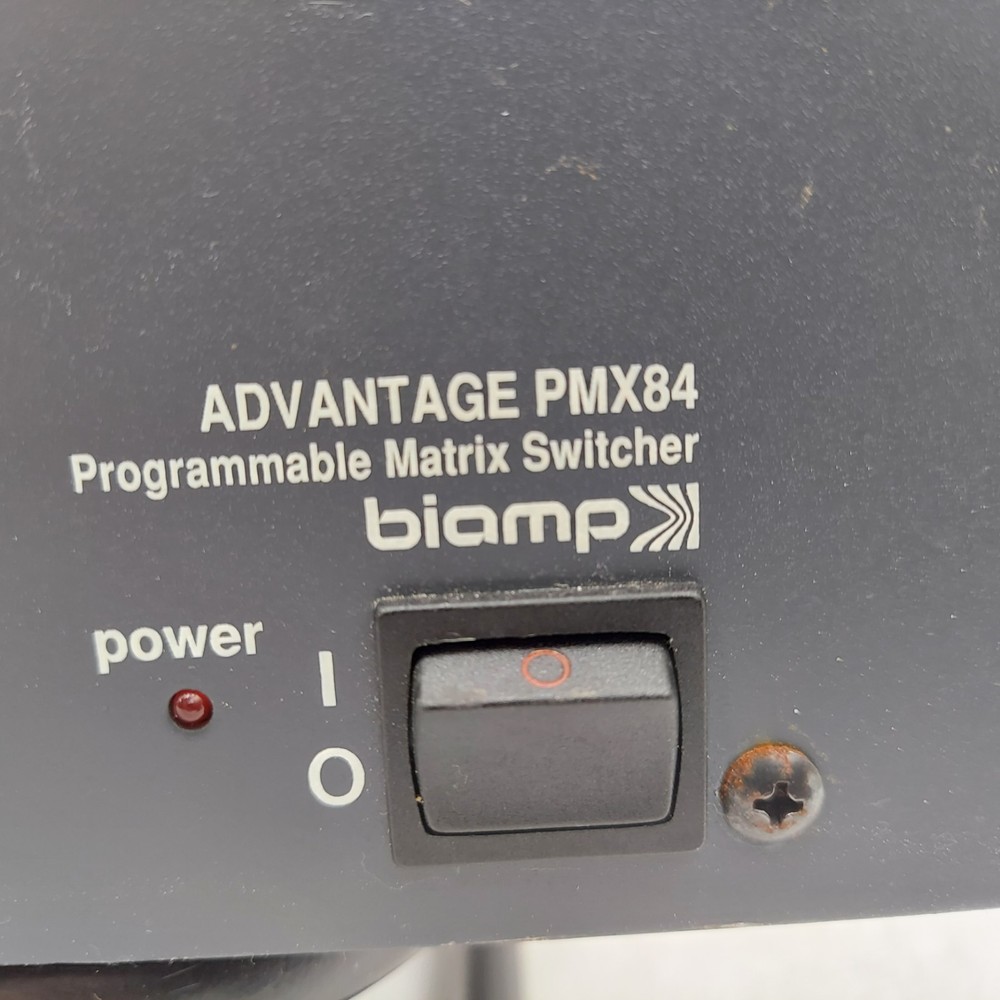 ADVANTAGE PMX84
Programmable Matrix Switcher
biamp
power
I
O
O